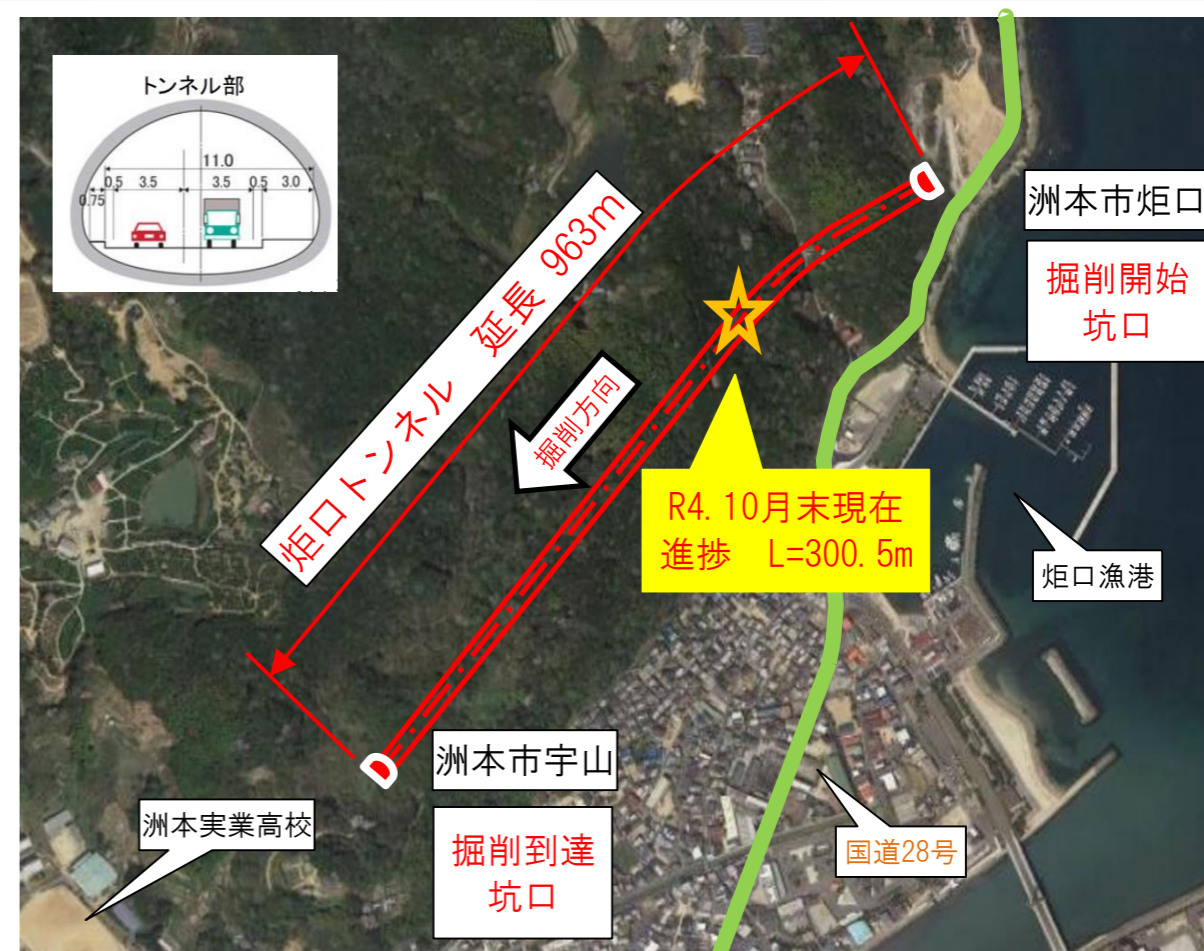 トンネル部
11.0
0.5 3.5 3.5 0.5 3.0
0.75
炬口トンネル 延長 963m
掘削方向
R4.10月末現在
進捗 L=300.5m
洲本市炬口
掘削開始
坑口
炬口漁港
洲本市宇山
掘削到達
坑口
洲本実業高校
国道28号